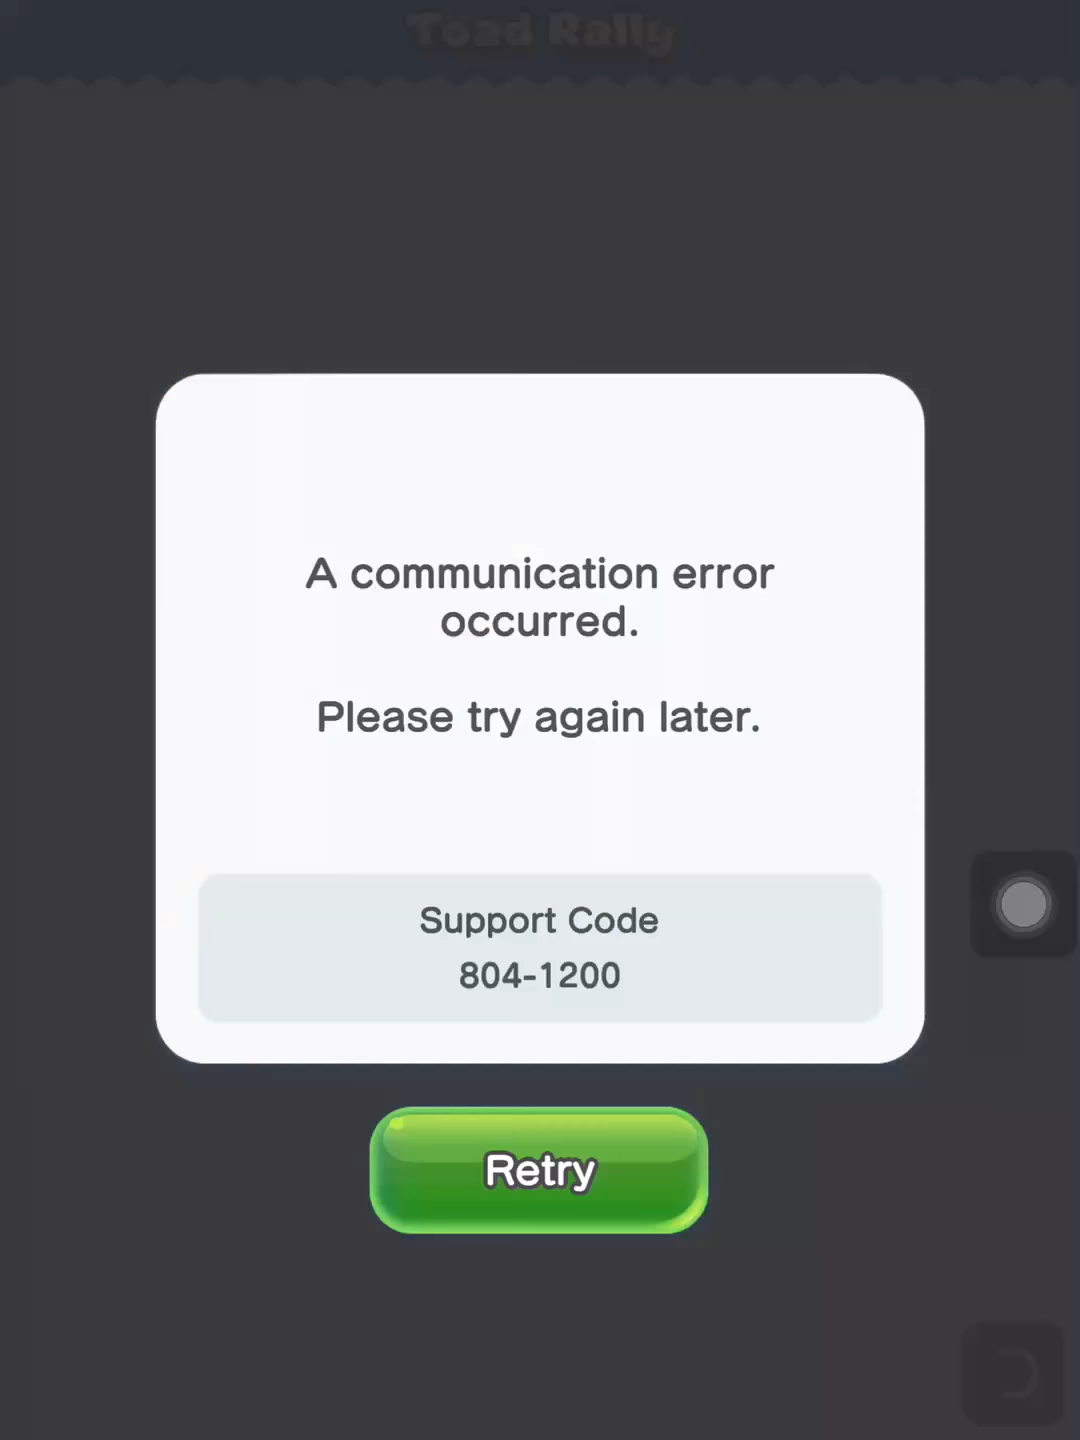 Toad Rally
A communication error
occurred.
Please try again later.
Support Code
804-1200
Retry